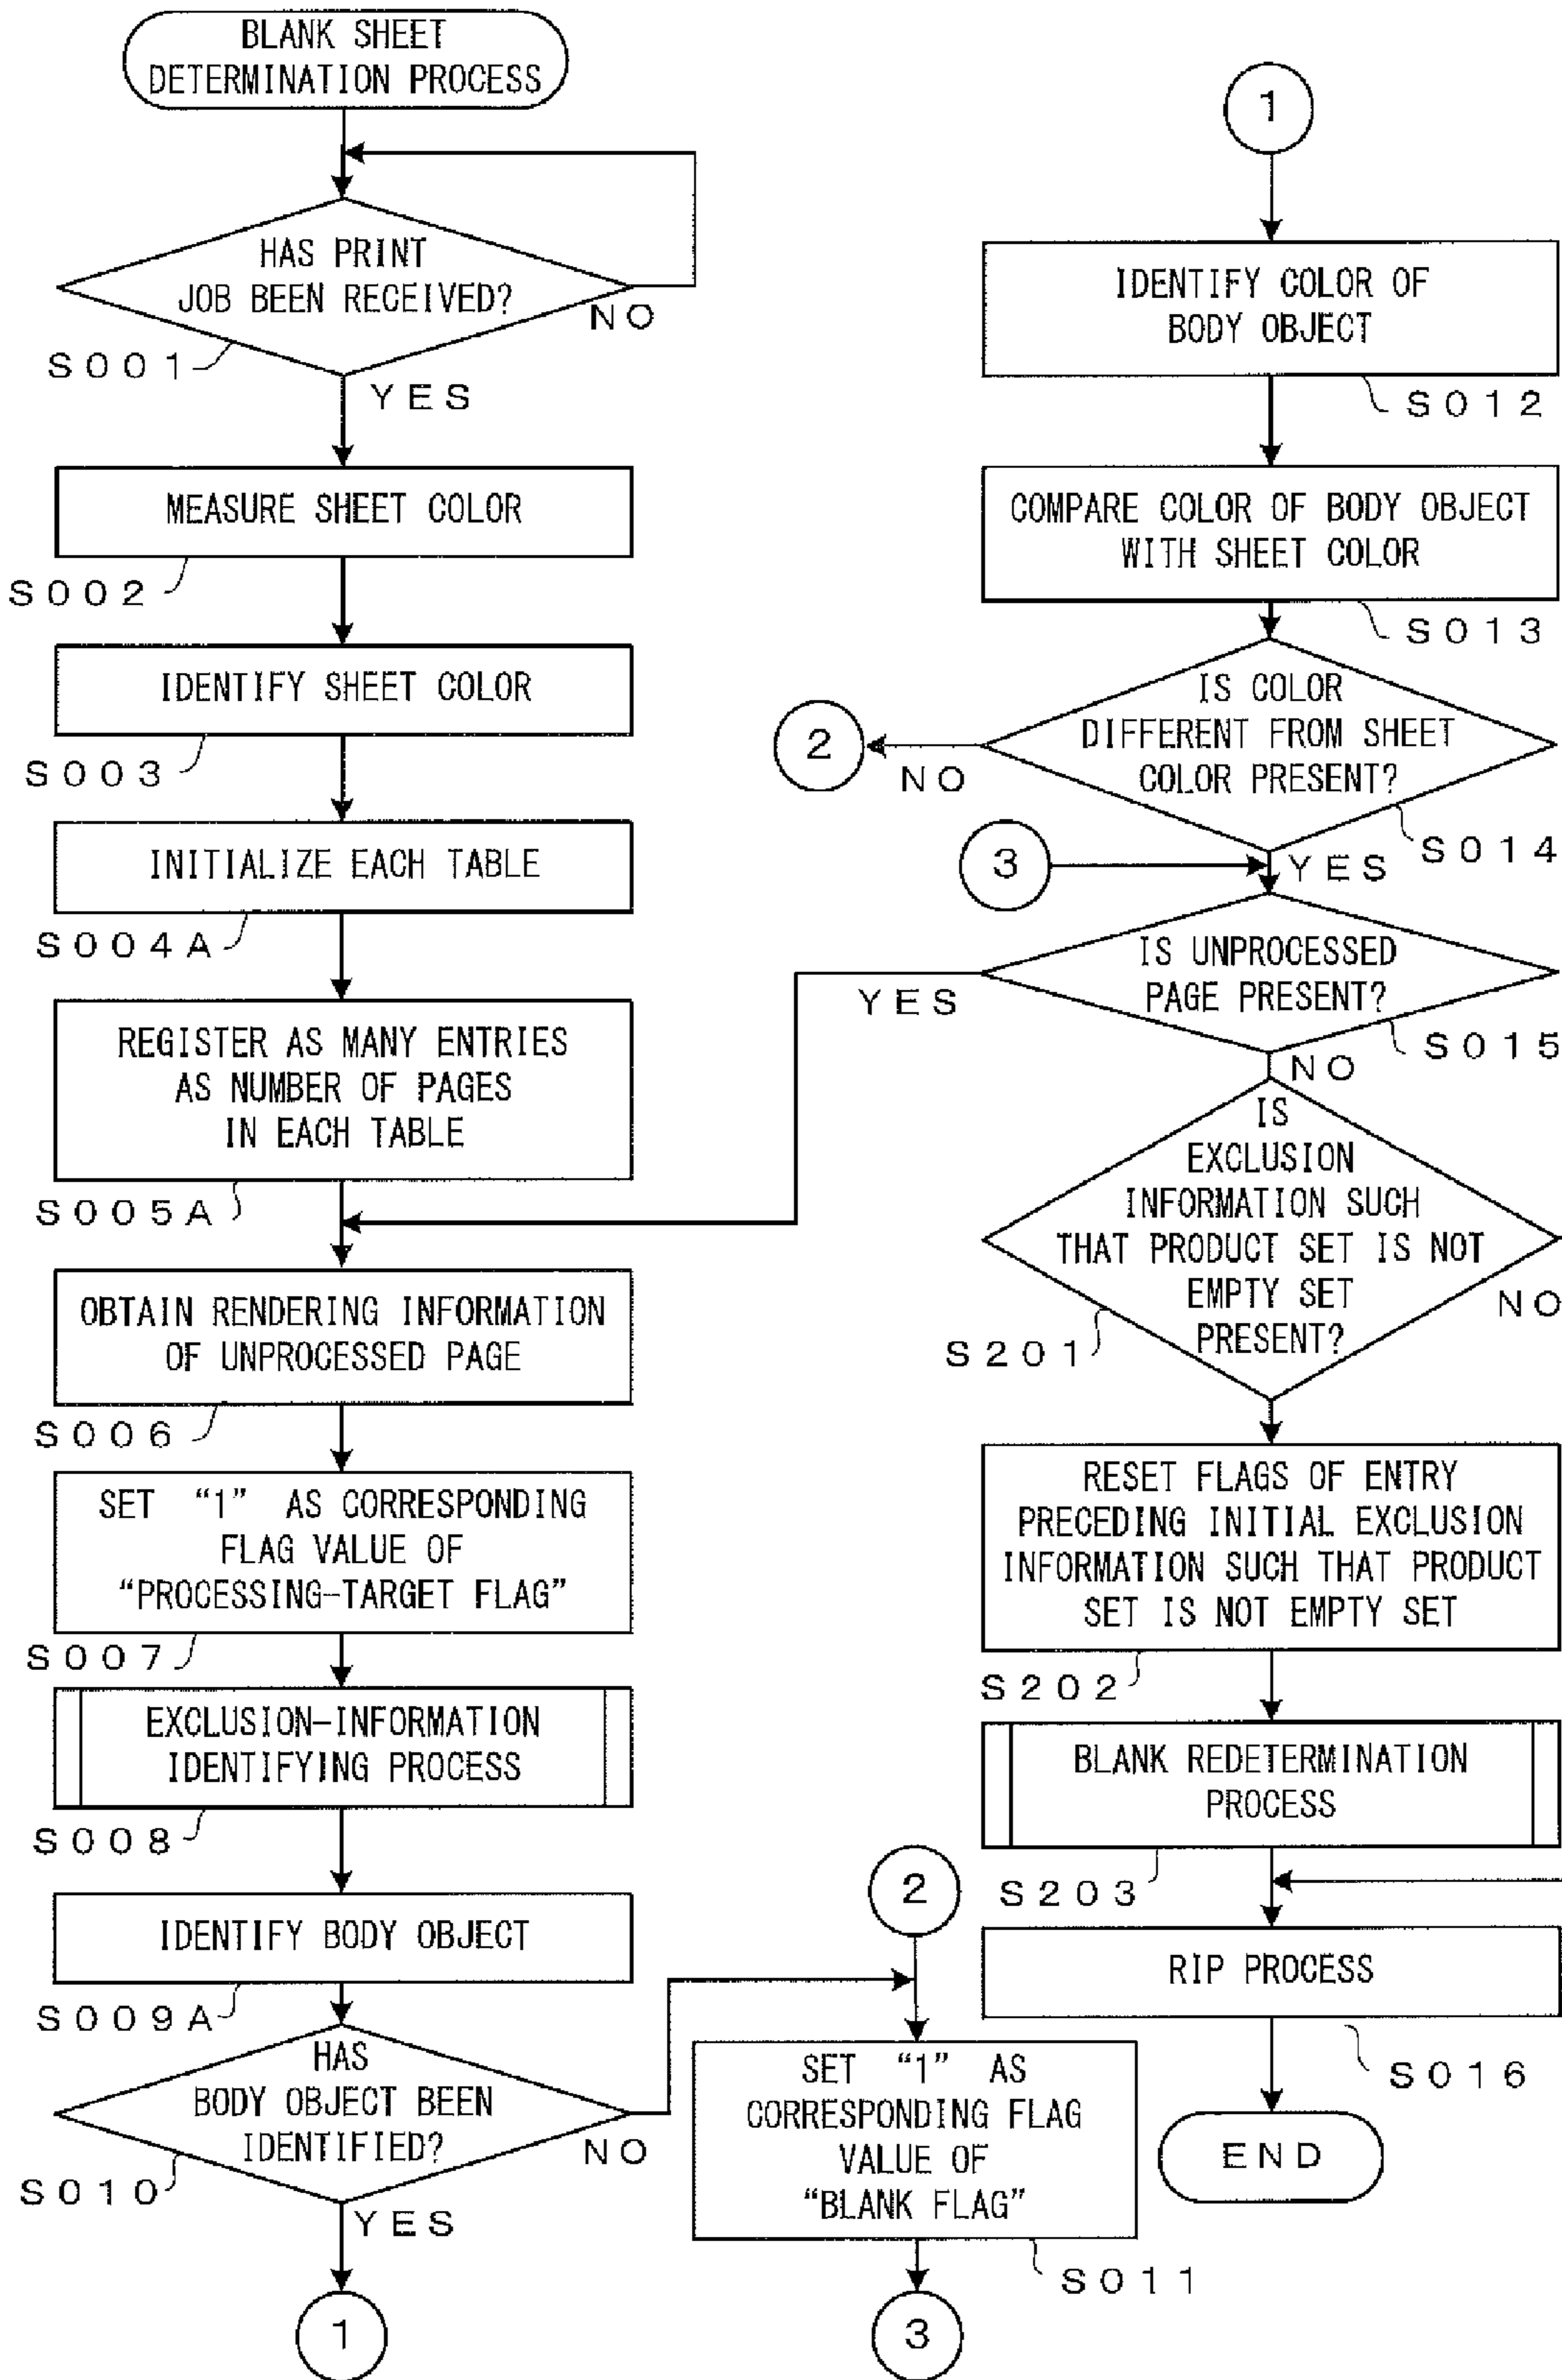 BLANK SHEET
DETERMINATION PROCESS
HAS PRINT
JOB BEEN RECEIVED?
NO
S001
YES
MEASURE SHEET COLOR
S002
IDENTIFY SHEET COLOR
S003
INITIALIZE EACH TABLE
S004A
REGISTER AS MANY ENTRIES
AS NUMBER OF PAGES
IN EACH TABLE
S005A
OBTAIN RENDERING INFORMATION
OF UNPROCESSED PAGE
S006
SET “1” AS CORRESPONDING
FLAG VALUE OF
“PROCESSING-TARGET FLAG”
S007
EXCLUSION-INFORMATION
IDENTIFYING PROCESS
S008
IDENTIFY BODY OBJECT
S009A
HAS
BODY OBJECT BEEN
IDENTIFIED?
NO
S010
YES
1
2
SET “1” AS
CORRESPONDING FLAG
VALUE OF
“BLANK FLAG”
S011
3
1
IDENTIFY COLOR OF
BODY OBJECT
S012
COMPARE COLOR OF BODY OBJECT
WITH SHEET COLOR
S013
IS COLOR
DIFFERENT FROM SHEET
COLOR PRESENT?
2
NO
S014
3
YES
IS UNPROCESSED
PAGE PRESENT?
YES
S015
NO
IS
EXCLUSION
INFORMATION SUCH
THAT PRODUCT SET IS NOT
EMPTY SET
PRESENT?
NO
S201
RESET FLAGS OF ENTRY
PRECEDING INITIAL EXCLUSION
INFORMATION SUCH THAT PRODUCT
SET IS NOT EMPTY SET
S202
BLANK REDETERMINATION
PROCESS
S203
RIP PROCESS
S016
END